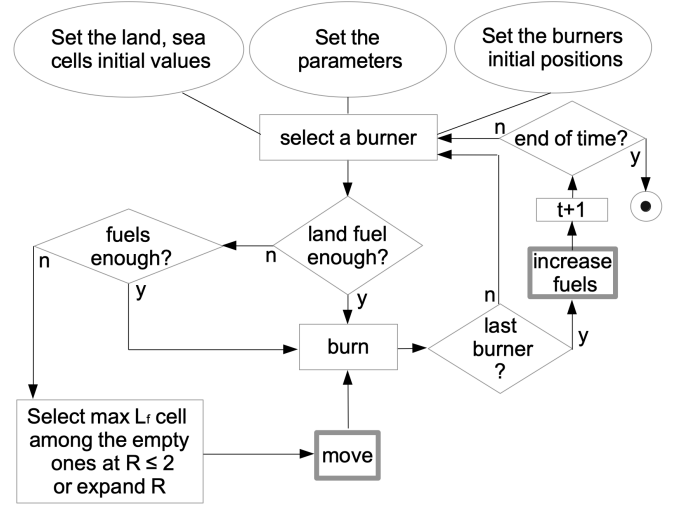 Set the land, sea
cells initial values
Set the
parameters
Set the burners
initial positions
select a burner
n
end of time?
y
t+1
increase
fuels
fuels
enough?
n
y
land fuel
enough?
n
y
burn
n
last
burner
?
y
Select max Lf cell
among the empty
ones at R ≤ 2
or expand R
move